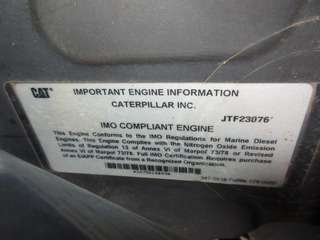 CAT IMPORTANT ENGINE INFORMATION
CATERPILLAR INC.
JTF23076
IMO COMPLIANT ENGINE
This Engine Conforms to the IMO Regulations for Marine Diesel
Engines. This Engine Complies with the Nitrogen Oxide Emission
Limits of Regulation 13 of Annex VI of Marpol 73/78 or Revised
Annex VI of Marpol 73/78. Full IMO Certification Requires purchase
of an EIAPP Certificate from a Recognized Organization.